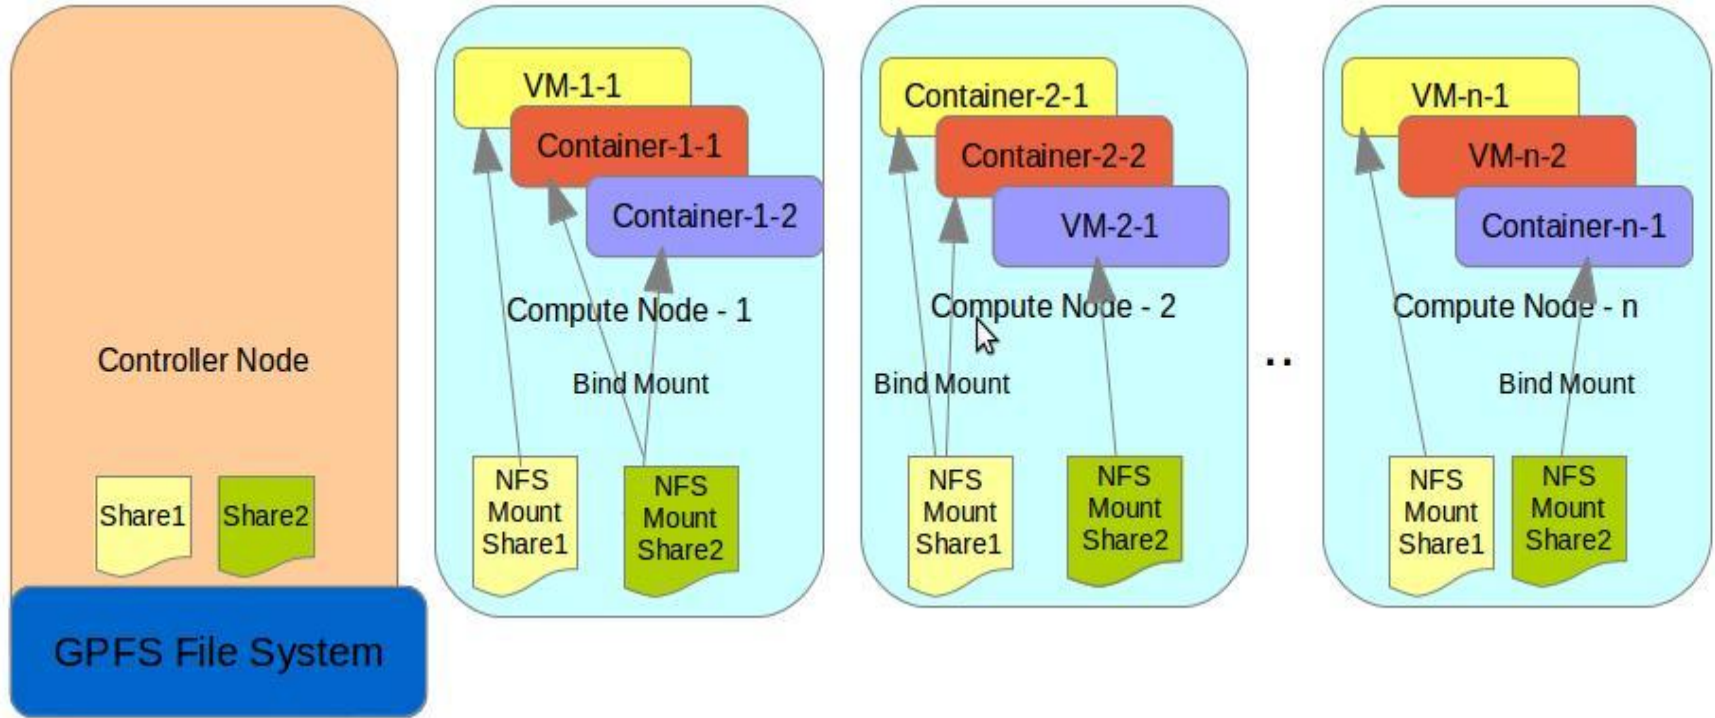 Controller Node
Share1
Share2
GPFS File System
VM-1-1
Container-1-1
Container-1-2
Compute Node - 1
Bind Mount
NFS
Mount
Share1
NFS
Mount
Share2
Container-2-1
Container-2-2
VM-2-1
Compute Node - 2
Bind Mount
NFS
Mount
Share1
NFS
Mount
Share2
..
VM-n-1
VM-n-2
Container-n-1
Compute Node - n
Bind Mount
NFS
Mount
Share1
NFS
Mount
Share2